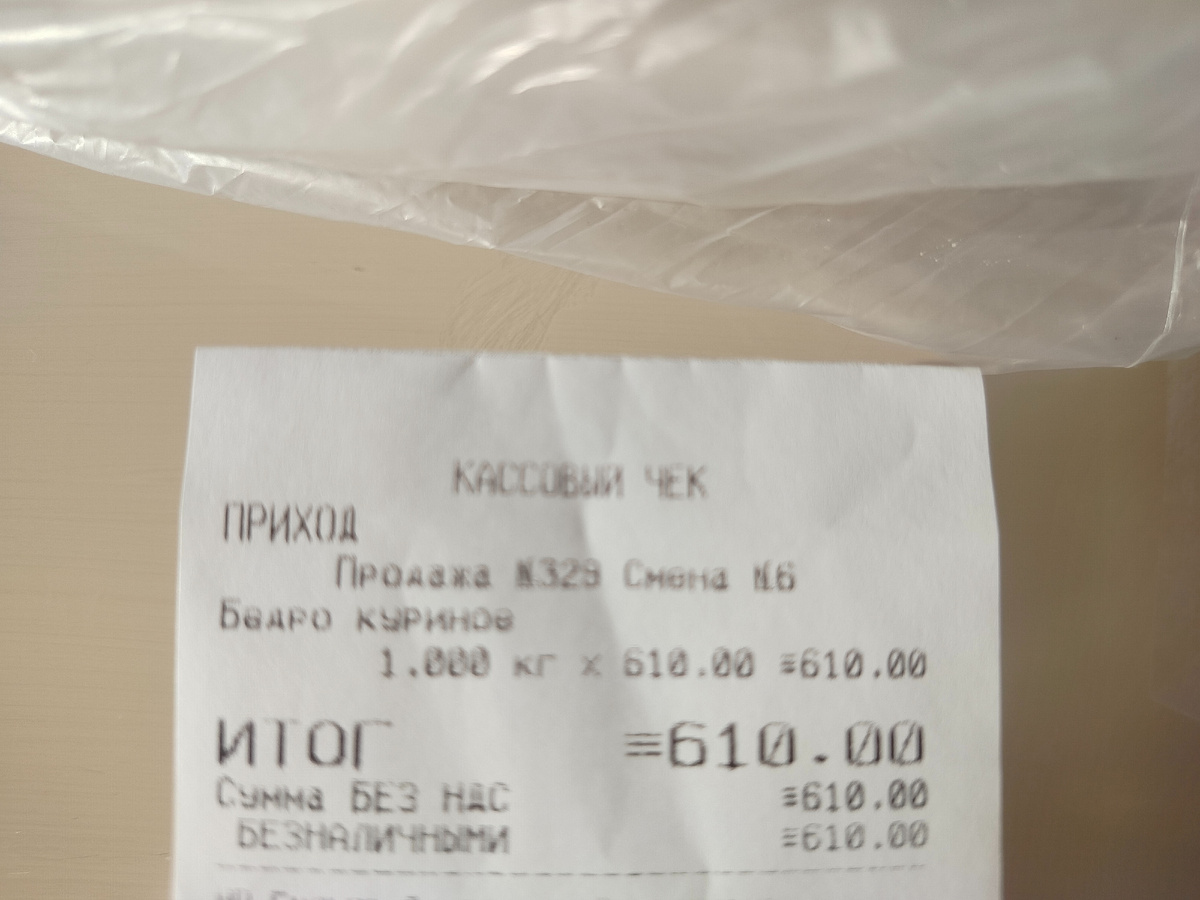 КАССОВЫЙ ЧЕК
ПРИХОД
Продажа №329 Смена №6
Бедро куриное
1.000 кг x 610.00 ≡610.00
ИТОГ ≡610.00
Сумма БЕЗ НДС ≡610.00
БЕЗНАЛИЧНЫМИ ≡610.00